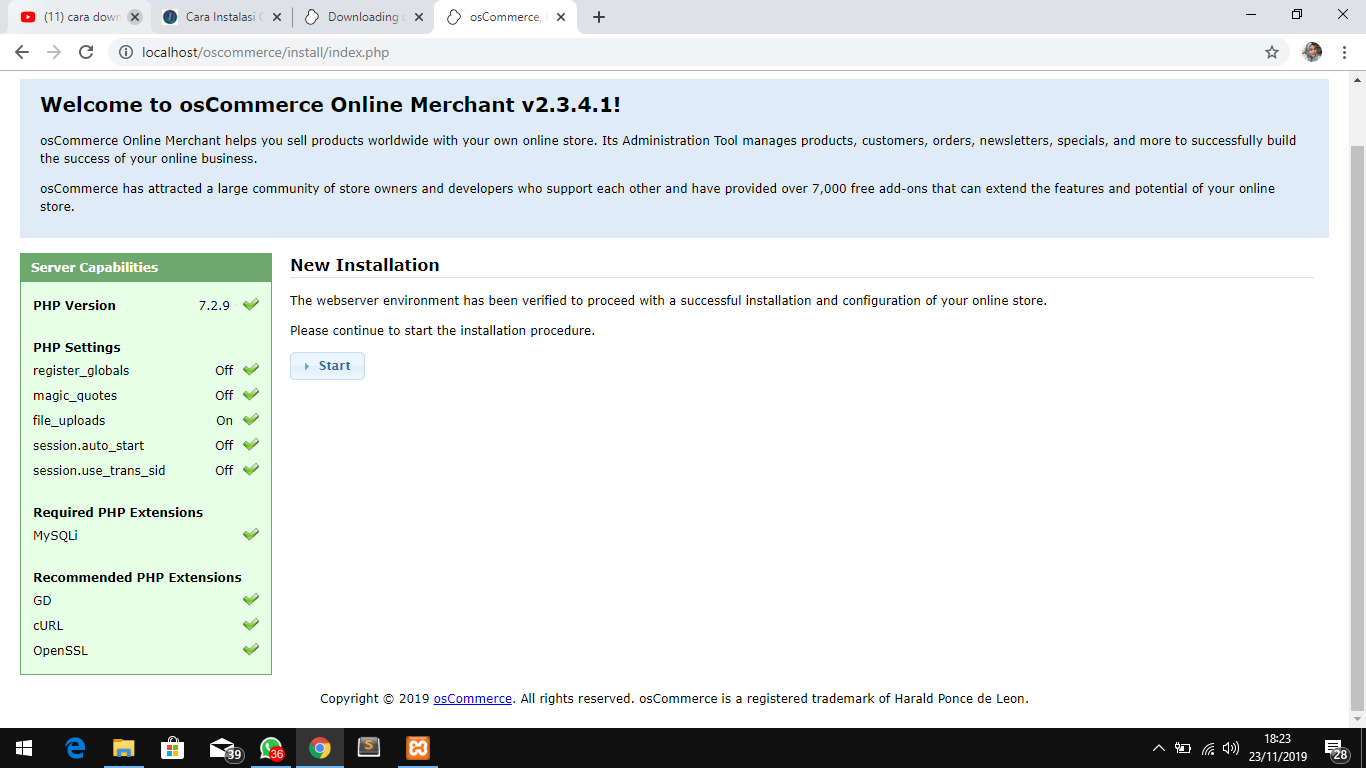 (11) cara down
Cara Instalasi
Downloading
osCommerce,
localhost/oscommerce/install/index.php
Welcome to osCommerce Online Merchant v2.3.4.1!
osCommerce Online Merchant helps you sell products worldwide with your own online store. Its Administration Tool manages products, customers, orders, newsletters, specials, and more to successfully build
the success of your online business.
osCommerce has attracted a large community of store owners and developers who support each other and have provided over 7,000 free add-ons that can extend the features and potential of your online
store.
Server Capabilities
PHP Version 7.2.9
PHP Settings
register_globals Off
magic_quotes Off
file_uploads On
session.auto_start Off
session.use_trans_sid Off
Required PHP Extensions
MySQLi
Recommended PHP Extensions
GD
cURL
OpenSSL
New Installation
The webserver environment has been verified to proceed with a successful installation and configuration of your online store.
Please continue to start the installation procedure.
Start
Copyright © 2019 osCommerce. All rights reserved. osCommerce is a registered trademark of Harald Ponce de Leon.
39
36
S
18:23
23/11/2019
28